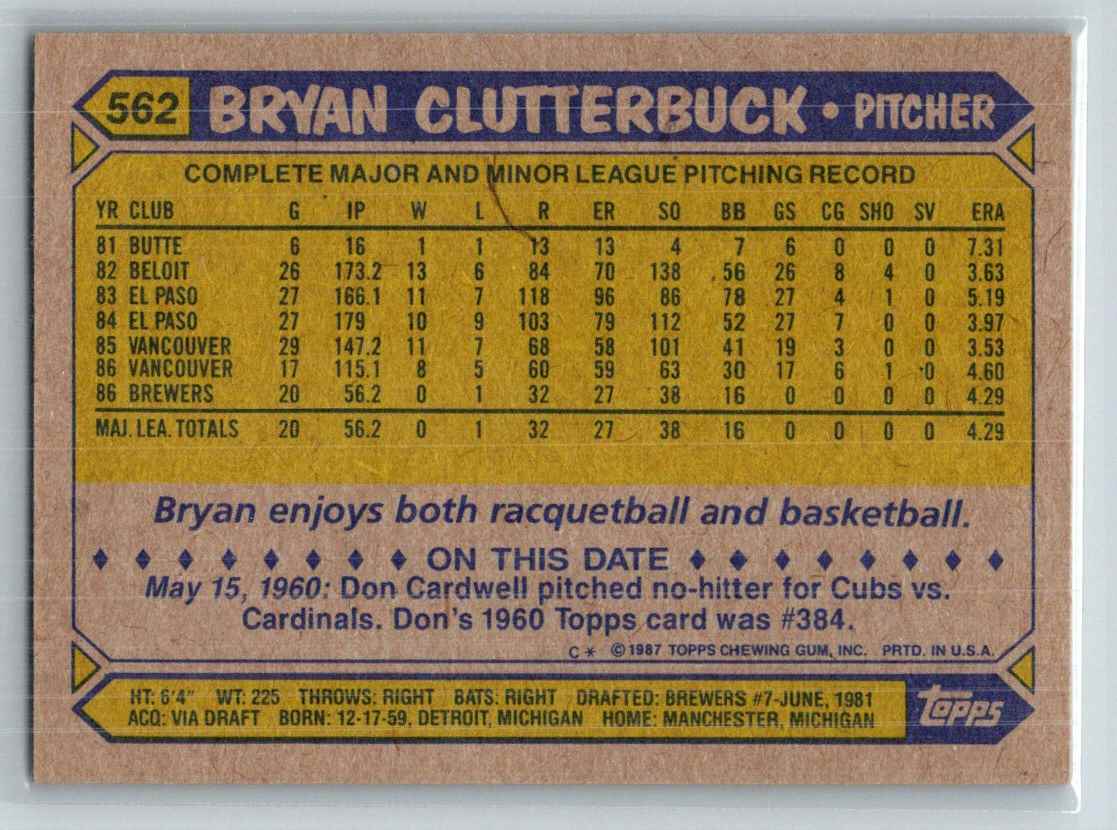 562 BRYAN CLUTTERBUCK • PITCHER
COMPLETE MAJOR AND MINOR LEAGUE PITCHING RECORD
YR CLUB G IP W L R ER SO BB GS CG SHO SV ERA
81 BUTTE 6 16 1 1 13 13 4 7 6 0 0 0 7.31
82 BELOIT 26 173.2 13 6 84 70 138 56 26 8 4 0 3.63
83 EL PASO 27 166.1 11 7 118 96 86 78 27 4 1 0 5.19
84 EL PASO 27 179 10 9 103 79 112 52 27 7 0 0 3.97
85 VANCOUVER 29 147.2 11 7 68 58 101 41 19 3 0 0 3.53
86 VANCOUVER 17 115.1 8 5 60 59 63 30 17 6 1 0 4.60
86 BREWERS 20 56.2 0 1 32 27 38 16 0 0 0 0 4.29
MAJ. LEA. TOTALS 20 56.2 0 1 32 27 38 16 0 0 0 0 4.29
Bryan enjoys both racquetball and basketball.
♦ ♦ ♦ ♦ ♦ ♦ ♦ ♦ ON THIS DATE ♦ ♦ ♦ ♦ ♦ ♦ ♦ ♦
May 15, 1960: Don Cardwell pitched no-hitter for Cubs vs.
Cardinals. Don's 1960 Topps card was #384.
C* ©1987 TOPPS CHEWING GUM, INC. PRTD. IN U.S.A.
HT: 6'4" WT: 225 THROWS: RIGHT BATS: RIGHT DRAFTED: BREWERS #7-JUNE, 1981
ACQ: VIA DRAFT BORN: 12-17-59, DETROIT, MICHIGAN HOME: MANCHESTER, MICHIGAN
topps